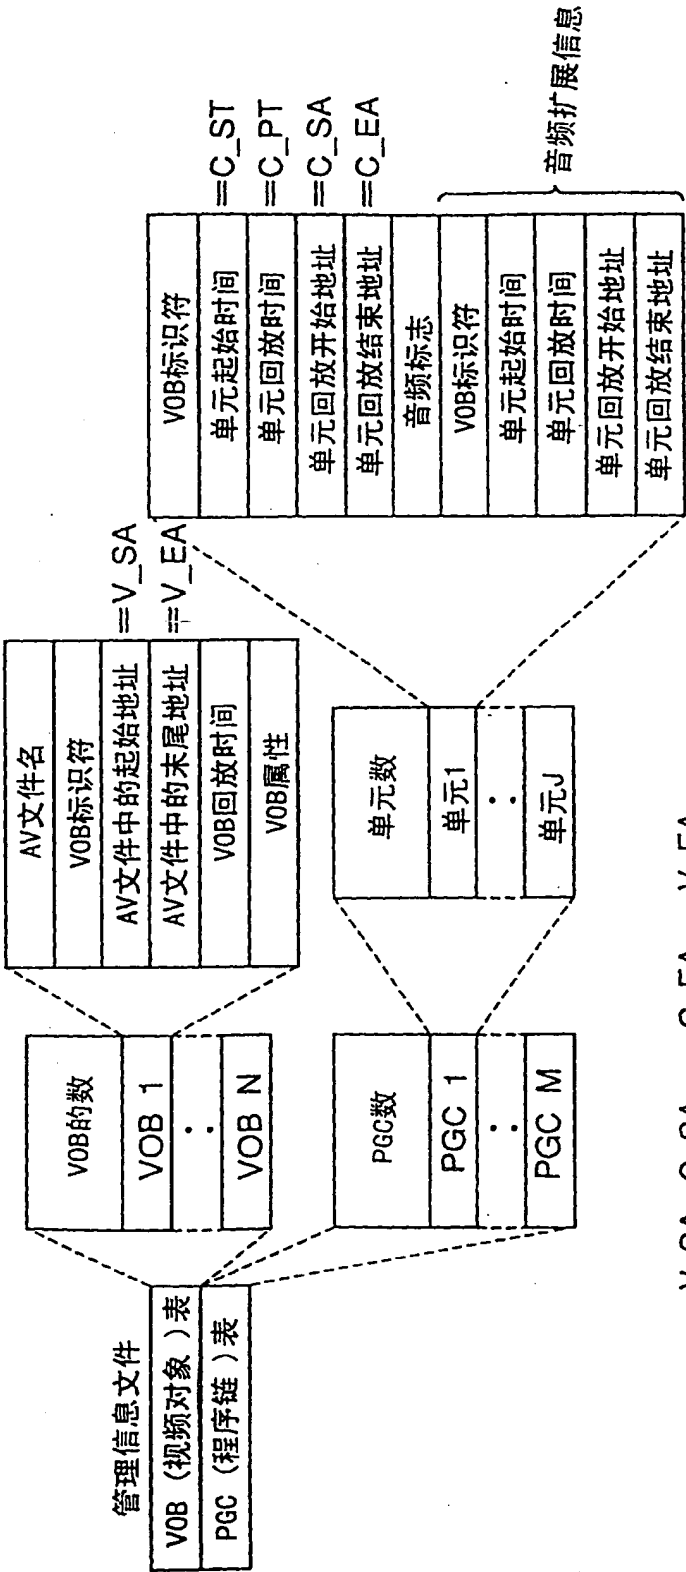 管理信息文件
VOB（视频对象）表
PGC（程序链）表
VOB的数
VOB 1
VOB N
PGC数
PGC 1
PGC M
AV文件名
VOB标识符
AV文件中的起始地址 =V_SA
AV文件中的末尾地址 =V_EA
VOB回放时间
VOB属性
单元数
单元1
单元J
VOB标识符
单元起始时间 =C_ST
单元回放时间 =C_PT
单元回放开始地址 =C_SA
单元回放结束地址 =C_EA
音频标志
VOB标识符
单元起始时间
单元回放时间
单元回放开始地址
单元回放结束地址
音频扩展信息